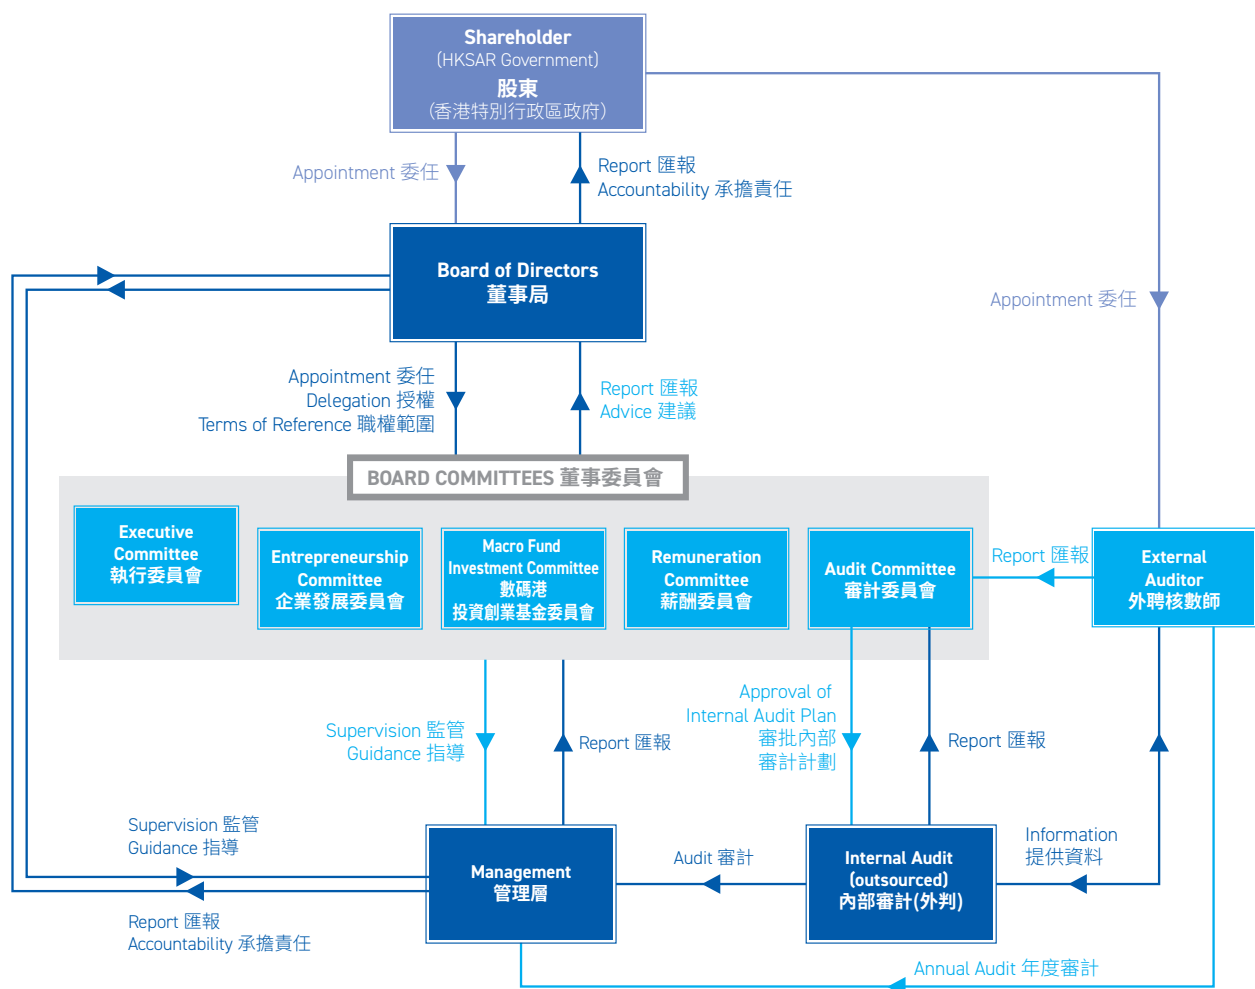 Shareholder
(HKSAR Government)
股東
(香港特別行政區政府)
Appointment 委任
Report 匯報
Accountability 承擔責任
Board of Directors
董事局
Appointment 委任
Appointment 委任
Delegation 授權
Terms of Reference 職權範圍
Report 匯報
Advice 建議
BOARD COMMITTEES 董事委員會
Executive
Committee
執行委員會
Entrepreneurship
Committee
企業發展委員會
Macro Fund
Investment Committee
數碼港
投資創業基金委員會
Remuneration
Committee
薪酬委員會
Audit Committee
審計委員會
Report 匯報
External
Auditor
外聘核數師
Supervision 監管
Guidance 指導
Report 匯報
Approval of
Internal Audit Plan
審批內部
審計計劃
Report 匯報
Supervision 監管
Guidance 指導
Management
管理層
Audit 審計
Internal Audit
(outsourced)
內部審計(外判)
Information
提供資料
Report 匯報
Accountability 承擔責任
Annual Audit 年度審計